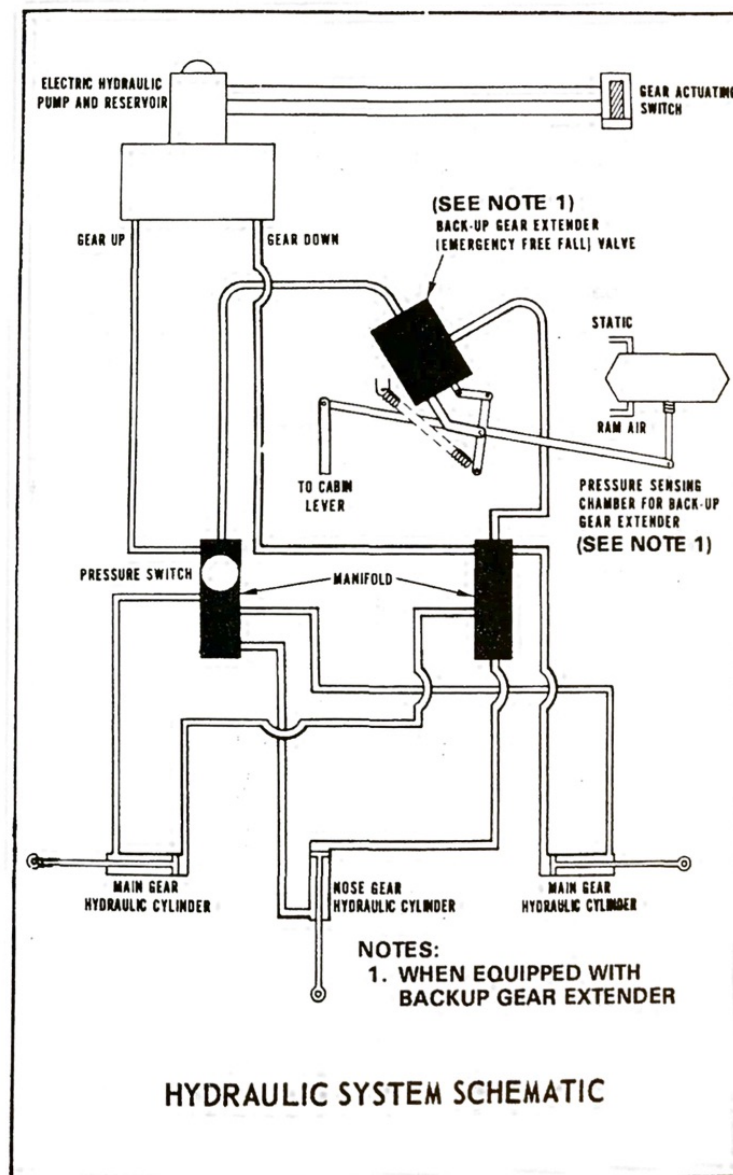 ELECTRIC HYDRAULIC
PUMP AND RESERVOIR
GEAR ACTUATING
SWITCH
(SEE NOTE 1)
BACK-UP GEAR EXTENDER
(EMERGENCY FREE FALL) VALVE
GEAR UP
GEAR DOWN
STATIC
RAM AIR
TO CABIN
LEVER
PRESSURE SENSING
CHAMBER FOR BACK-UP
GEAR EXTENDER
(SEE NOTE 1)
PRESSURE SWITCH
MANIFOLD
MAIN GEAR
HYDRAULIC CYLINDER
NOSE GEAR
HYDRAULIC CYLINDER
MAIN GEAR
HYDRAULIC CYLINDER
NOTES:
1. WHEN EQUIPPED WITH
BACKUP GEAR EXTENDER
HYDRAULIC SYSTEM SCHEMATIC